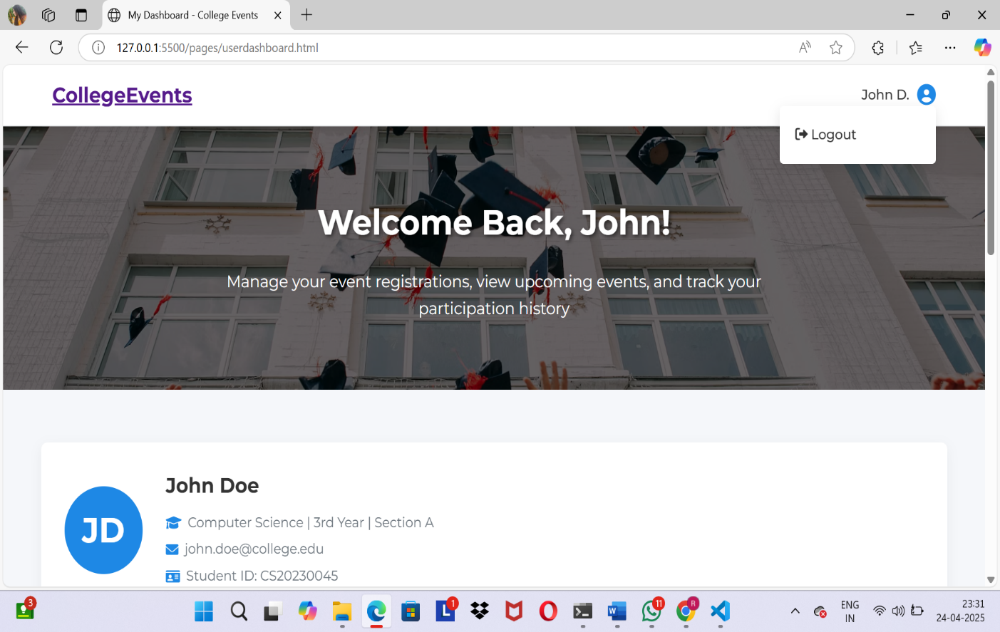 My Dashboard - College Events
127.0.0.1:5500/pages/userdashboard.html
CollegeEvents
John D.
Logout
Welcome Back, John!
Manage your event registrations, view upcoming events, and track your
participation history
JD
John Doe
Computer Science | 3rd Year | Section A
john.doe@college.edu
Student ID: CS20230045
3
L
1
W
11
R
ENG
IN
23:31
24-04-2025